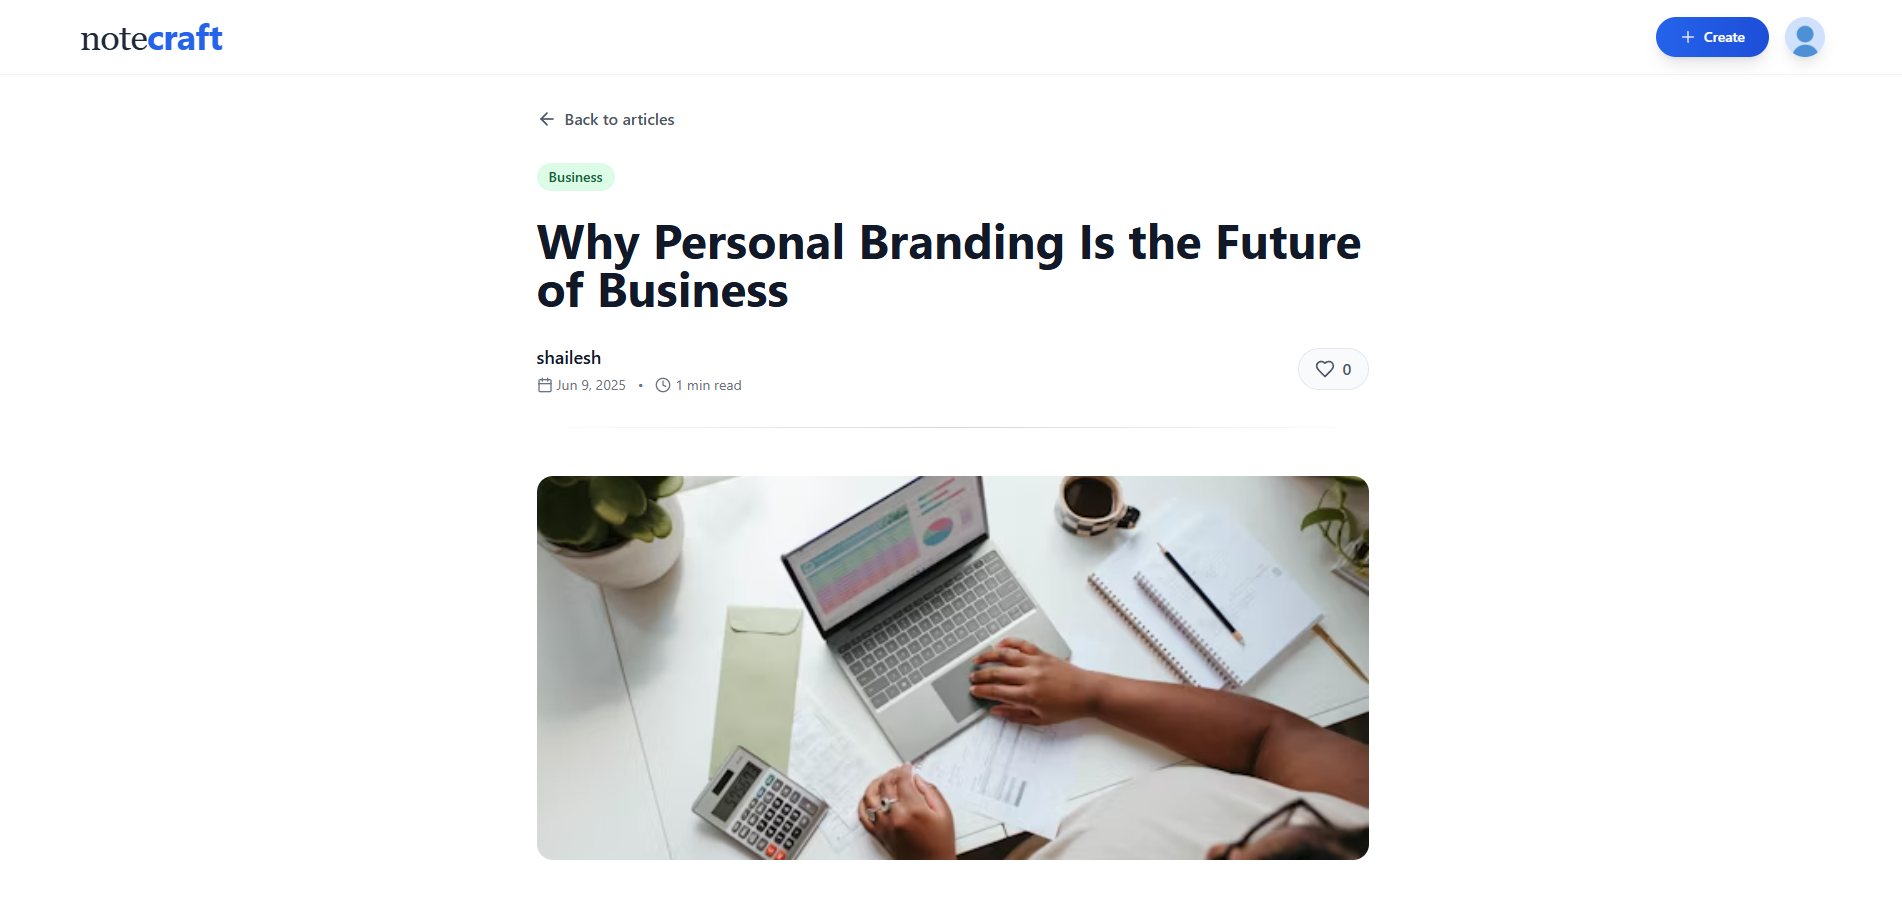 notecraft
Create
Back to articles
Business
Why Personal Branding Is the Future
of Business
shailesh
0
Jun 9, 2025 • 1 min read